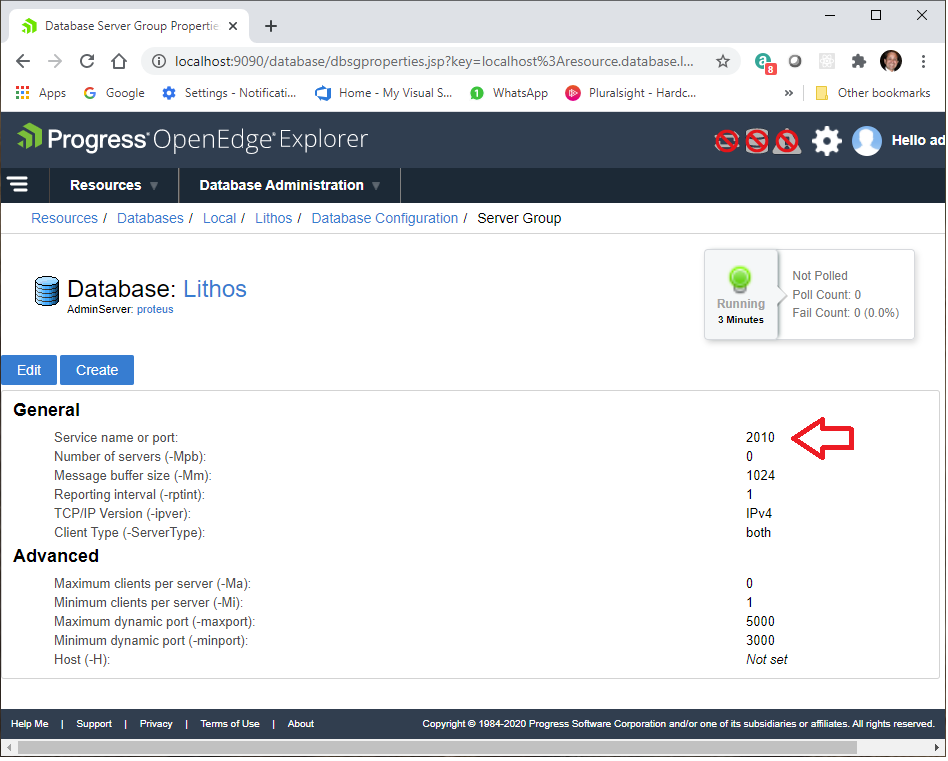 Database Server Group Propertie
localhost:9090/database/dbsgproperties.jsp?key=localhost%3Aresource.database.l...
8
Apps Google Settings - Notificati... Home - My Visual S... WhatsApp Pluralsight - Hardc... » Other bookmarks
Progress OpenEdge Explorer
Hello ad
Resources Database Administration
Resources / Databases / Local / Lithos / Database Configuration / Server Group
Database: Lithos
AdminServer: proteus
Running
3 Minutes
Not Polled
Poll Count: 0
Fail Count: 0 (0.0%)
Edit Create
General
Service name or port: 2010
Number of servers (-Mpb): 0
Message buffer size (-Mm): 1024
Reporting interval (-rptint): 1
TCP/IP Version (-ipver): IPv4
Client Type (-ServerType): both
Advanced
Maximum clients per server (-Ma): 0
Minimum clients per server (-Mi): 1
Maximum dynamic port (-maxport): 5000
Minimum dynamic port (-minport): 3000
Host (-H): Not set
Help Me | Support | Privacy | Terms of Use | About Copyright © 1984-2020 Progress Software Corporation and/or one of its subsidiaries or affiliates. All rights reserved.